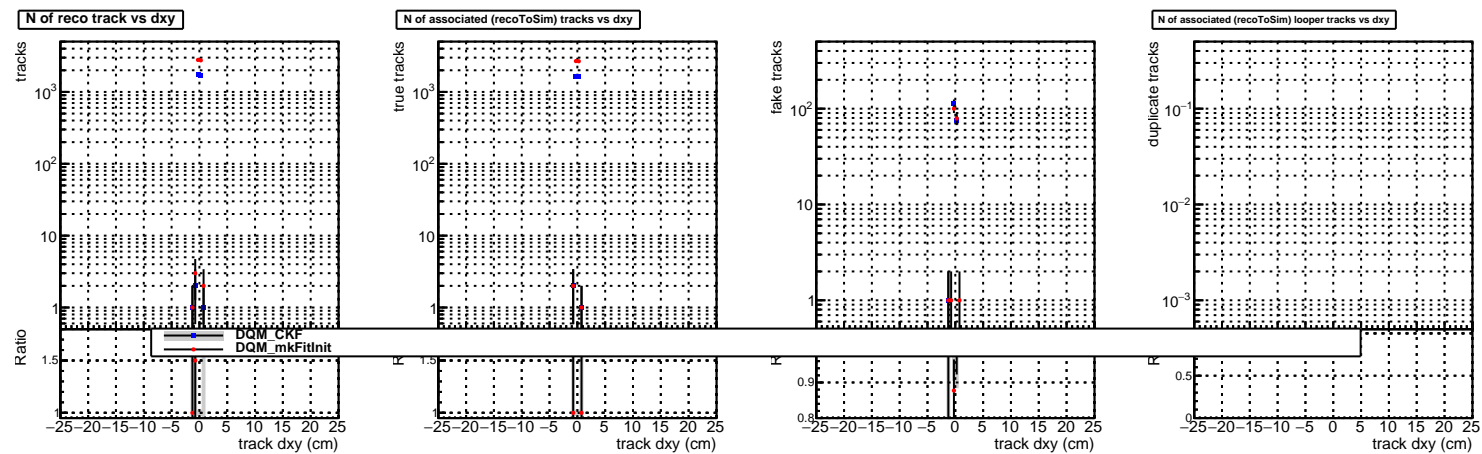 N of reco track vs dxy
tracks
10³
10²
10
1
Ratio
1.5
1
−25−20−15−10 −5 0 5 10 15 20 25
track dxy (cm)
N of associated (recoToSim) tracks vs dxy
true tracks
10³
10²
10
1
1.5
1
−25−20−15−10 −5 0 5 10 15 20 25
track dxy (cm)
fake tracks
10²
10
1
0.9
0.8
−25−20−15−10 −5 0 5 10 15 20 25
track dxy (cm)
N of associated (recoToSim) looper tracks vs dxy
duplicate tracks
10⁻¹
10⁻²
10⁻³
0.5
0
−25−20−15−10 −5 0 5 10 15 20 25
track dxy (cm)
DQM_CKF
DQM_mkFitInit